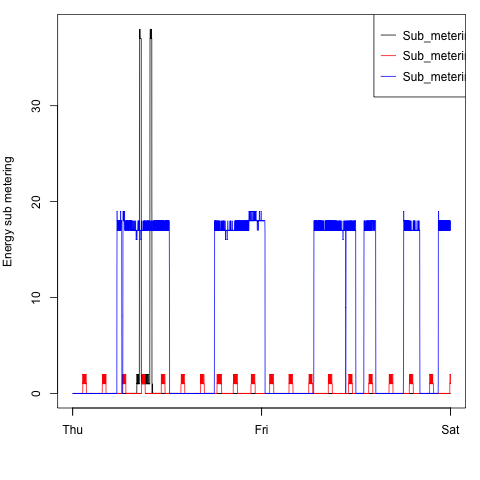 Sub_meterin
Sub_meterin
Sub_meterin
Energy sub metering
30
20
10
0
Thu
Fri
Sat